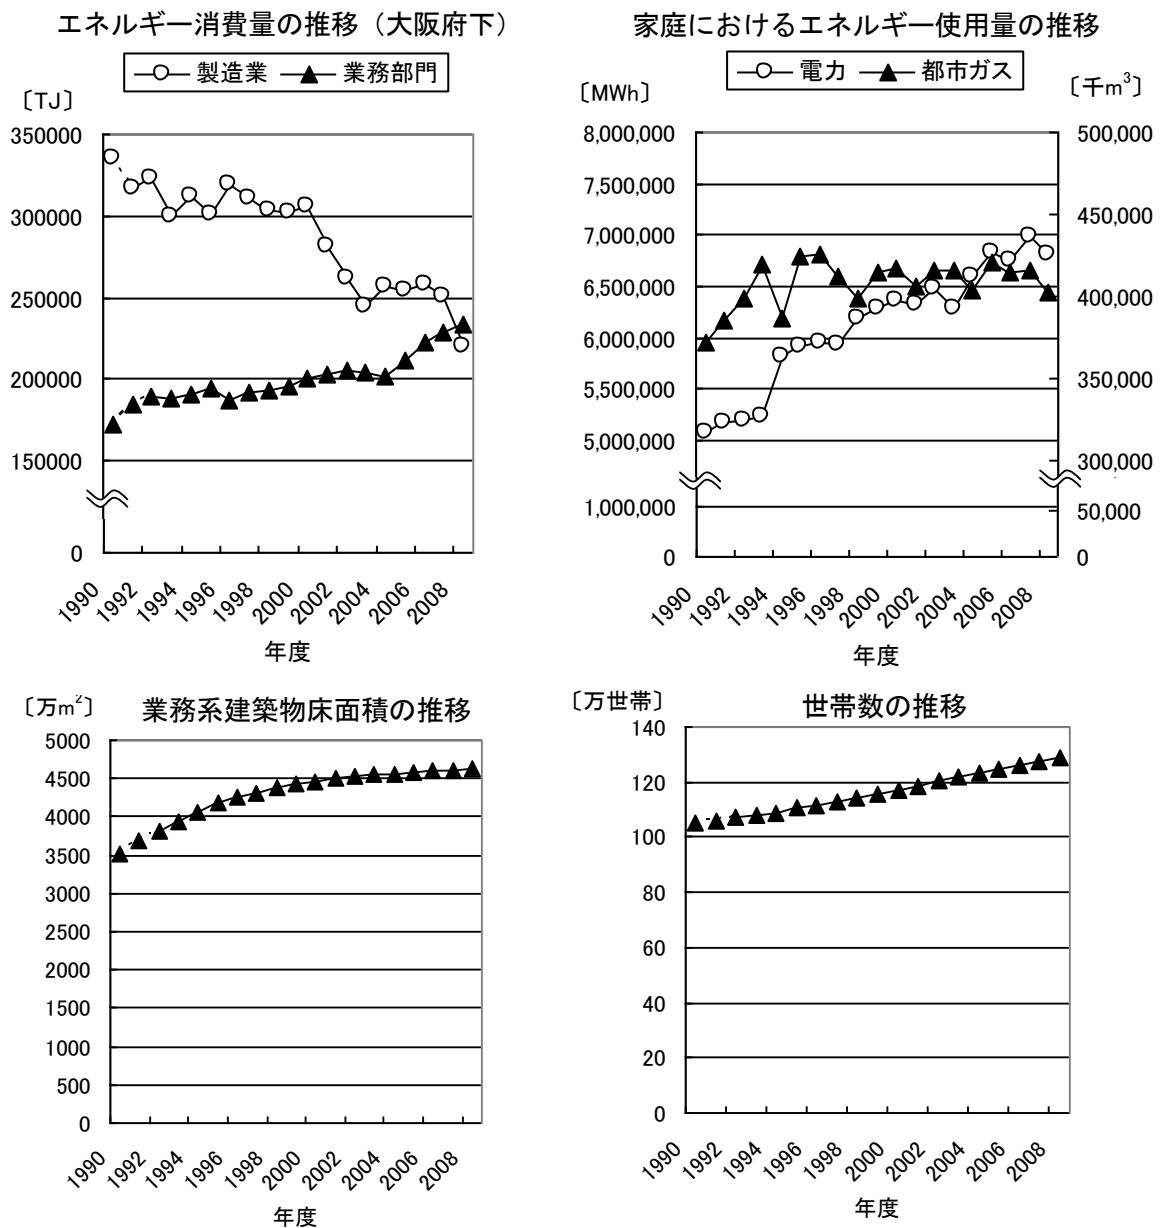 エネルギー消費量の推移（大阪府下）
製造業 業務部門
〔TJ〕
350000
300000
250000
200000
150000
0
1990 1992 1994 1996 1998 2000 2002 2004 2006 2008
年度
家庭におけるエネルギー使用量の推移
電力 都市ガス
〔MWh〕
〔千m³〕
8,000,000
7,500,000
7,000,000
6,500,000
6,000,000
5,500,000
5,000,000
1,000,000
0
500,000
450,000
400,000
350,000
300,000
50,000
0
1990 1992 1994 1996 1998 2000 2002 2004 2006 2008
年度
〔万m²〕
業務系建築物床面積の推移
5000
4500
4000
3500
3000
2500
2000
1500
1000
500
0
1990 1992 1994 1996 1998 2000 2002 2004 2006 2008
年度
〔万世帯〕
世帯数の推移
140
120
100
80
60
40
20
0
1990 1992 1994 1996 1998 2000 2002 2004 2006 2008
年度